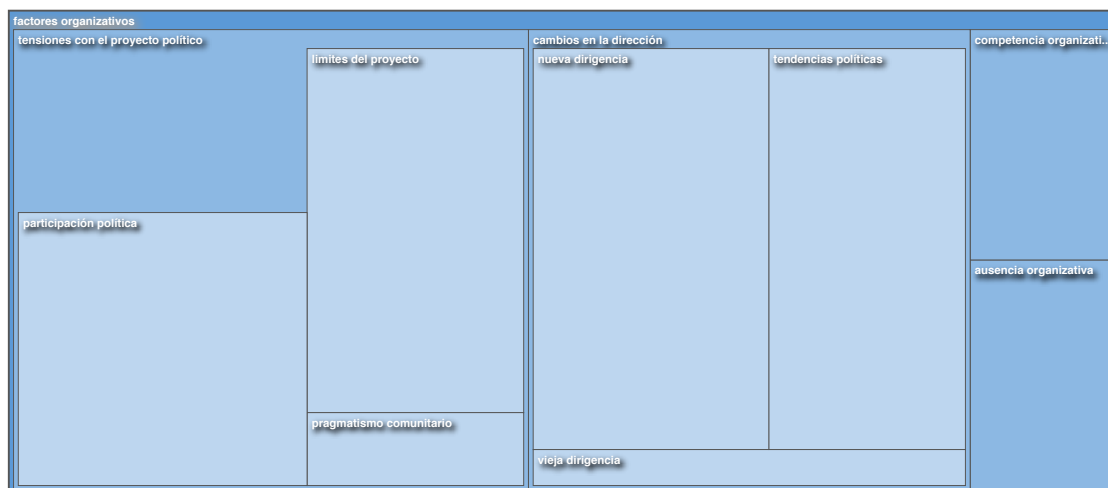 factores organizativos
tensiones con el proyecto político
límites del proyecto
participación política
pragmatismo comunitario
cambios en la dirección
nueva dirigencia
tendencias políticas
vieja dirigencia
competencia organizati...
ausencia organizativa